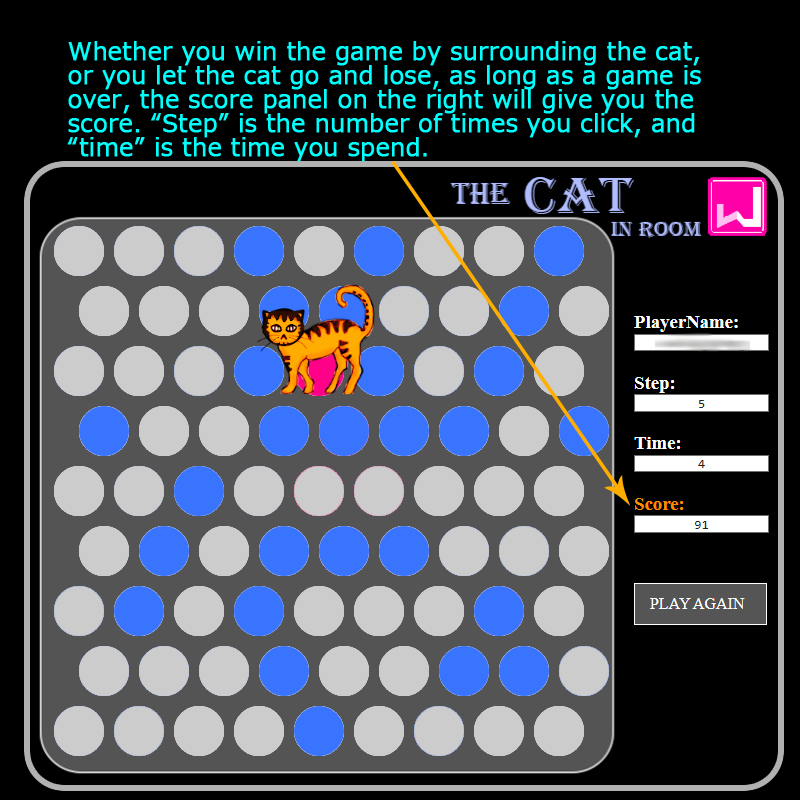 Whether you win the game by surrounding the cat,
or you let the cat go and lose, as long as a game is
over, the score panel on the right will give you the
score. “Step” is the number of times you click, and
“time” is the time you spend.
THE CAT
IN ROOM
PlayerName:
Step:
5
Time:
4
Score:
91
PLAY AGAIN